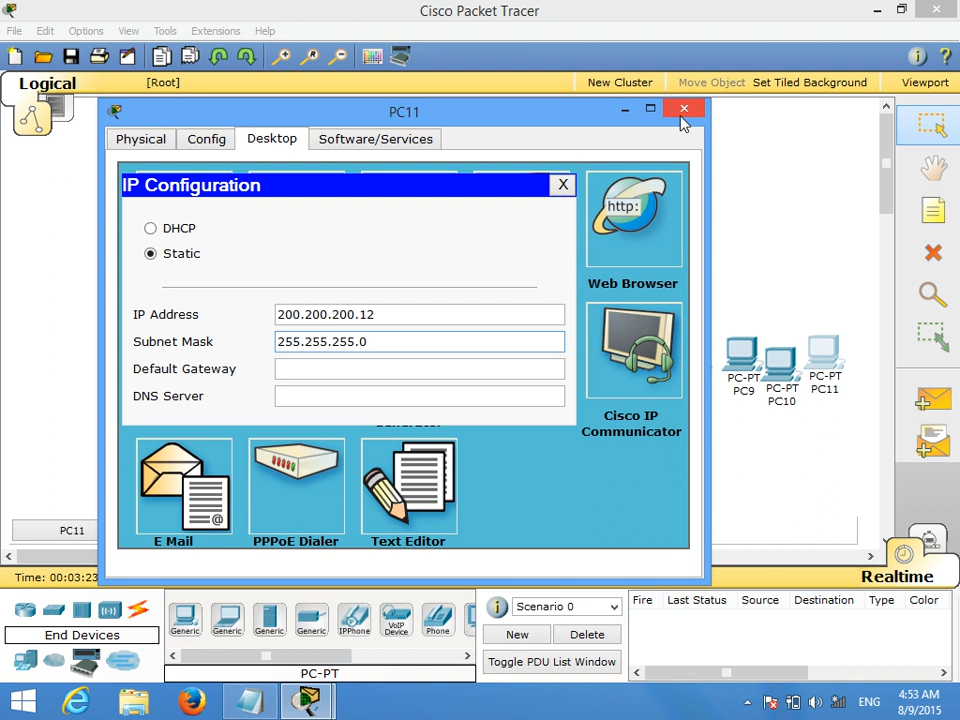 Cisco Packet Tracer
File Edit Options View Tools Extensions Help
Logical [Root] New Cluster Move Object Set Tiled Background Viewport
PC11
Physical Config Desktop Software/Services
IP Configuration X
http:
DHCP
Static
Web Browser
IP Address 200.200.200.12
Subnet Mask 255.255.255.0
Default Gateway
DNS Server
PC-PT PC-PT PC-PT
PC9 PC10 PC11
Cisco IP
Communicator
E Mail PPPoE Dialer Text Editor
PC11
Time: 00:03:23 Realtime
Generic Generic Generic Generic IPPhone VoIP Device Phone
End Devices
PC-PT
Scenario 0
New Delete
Toggle PDU List Window
Fire Last Status Source Destination Type Color
ENG
4:53 AM
8/9/2015